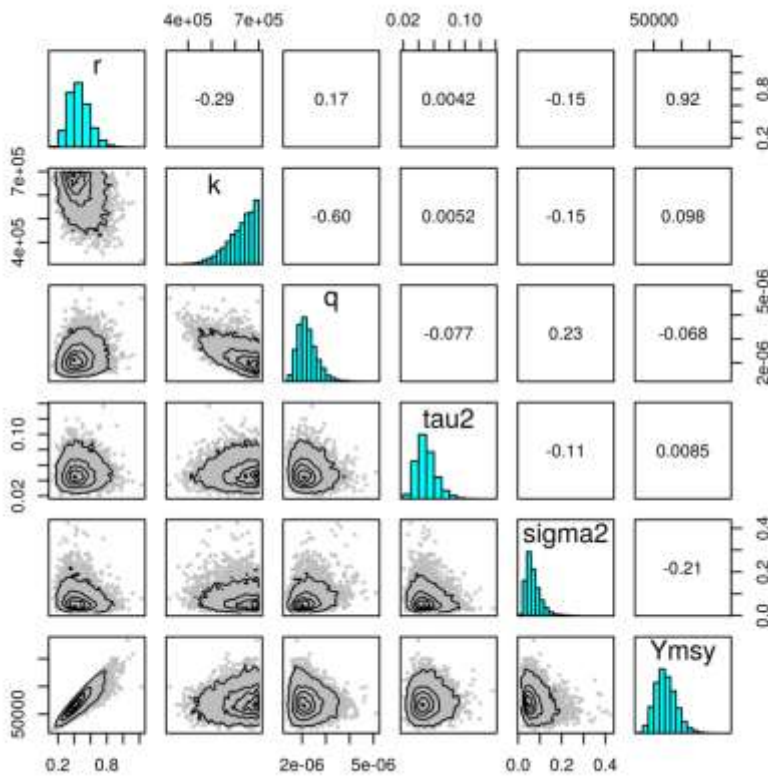 4e+05 7e+05 0.02 0.10 50000
r -0.29 0.17 0.0042 -0.15 0.92 0.2 0.8
4e+05 7e+05 k -0.60 0.0052 -0.15 0.098
q -0.077 0.23 -0.068 2e-06 5e-06
0.02 0.10 tau2 -0.11 0.0085
sigma2 -0.21 0.0 0.2 0.4
50000 Ymsy
0.2 0.8 2e-06 5e-06 0.0 0.2 0.4